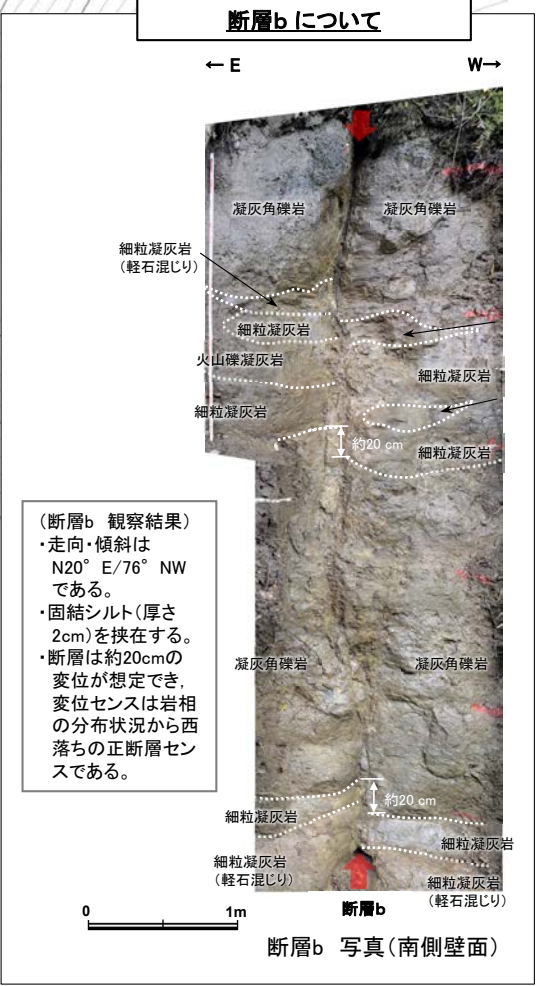 断層b について
← E
W→
凝灰角礫岩
凝灰角礫岩
細粒凝灰岩
（軽石混じり）
細粒凝灰岩
火山礫凝灰岩
細粒凝灰岩
細粒凝灰岩
約20 cm
細粒凝灰岩
（断層b 観察結果）
・走向・傾斜は
N20° E/76° NW
である。
・固結シルト（厚さ
2cm）を挟在する。
・断層は約20cmの
変位が想定でき，
変位センスは岩相
の分布状況から西
落ちの正断層セン
スである。
凝灰角礫岩
凝灰角礫岩
約20 cm
細粒凝灰岩
細粒凝灰岩
細粒凝灰岩
（軽石混じり）
細粒凝灰岩
（軽石混じり）
0
1m
断層b
断層b 写真（南側壁面）